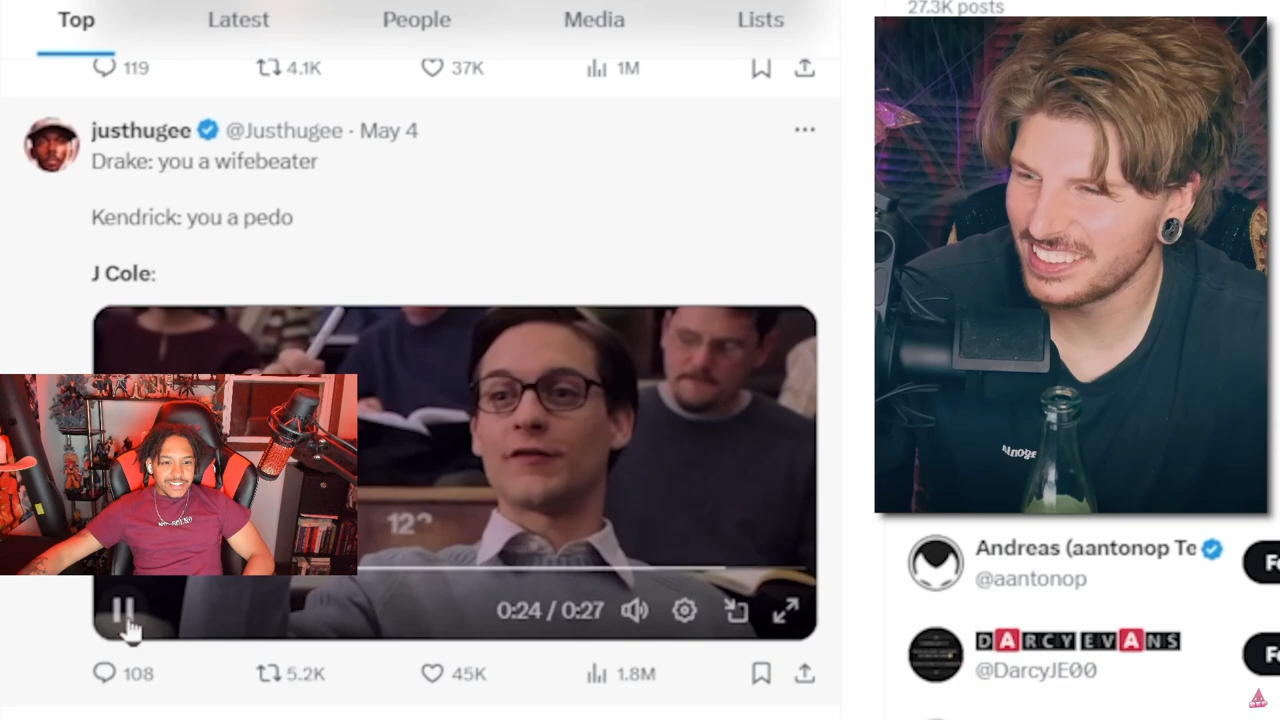 27.3K posts
Top Latest People Media Lists
119 4.1K 37K 1M
justhugee @Justhugee · May 4
Drake: you a wifebeater
Kendrick: you a pedo
J Cole:
0:24 / 0:27
108 5.2K 45K 1.8M
Andreas (aantonop Te
@aantonop
DARCY EVANS
@DarcyJE00